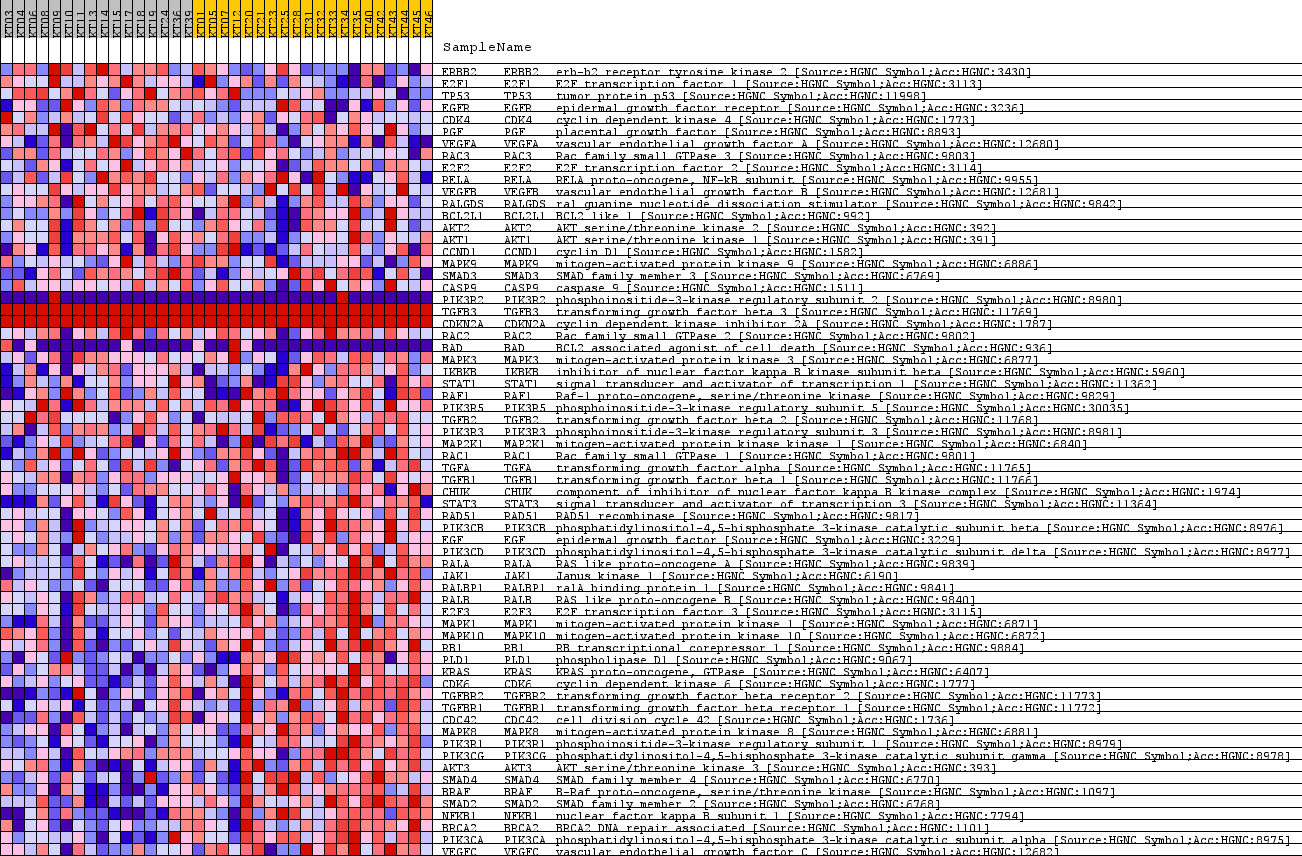 KT03 KT04 KT06 KT08 KT09 KT10 KT11 KT13 KT14 KT15 KT17 KT18 KT19 KT24 KT36 KT39 KT01 KT05 KT07 KT12 KT20 KT21 KT23 KT25 KT28 KT31 KT32 KT33 KT34 KT35 KT40 KT42 KT43 KT44 KT45 KT46
SampleName
ERBB2 ERBB2 erb-b2 receptor tyrosine kinase 2 [Source:HGNC Symbol;Acc:HGNC:3430]
E2F1 E2F1 E2F transcription factor 1 [Source:HGNC Symbol;Acc:HGNC:3113]
TP53 TP53 tumor protein p53 [Source:HGNC Symbol;Acc:HGNC:11998]
EGFR EGFR epidermal growth factor receptor [Source:HGNC Symbol;Acc:HGNC:3236]
CDK4 CDK4 cyclin dependent kinase 4 [Source:HGNC Symbol;Acc:HGNC:1773]
PGF PGF placental growth factor [Source:HGNC Symbol;Acc:HGNC:8893]
VEGFA VEGFA vascular endothelial growth factor A [Source:HGNC Symbol;Acc:HGNC:12680]
RAC3 RAC3 Rac family small GTPase 3 [Source:HGNC Symbol;Acc:HGNC:9803]
E2F2 E2F2 E2F transcription factor 2 [Source:HGNC Symbol;Acc:HGNC:3114]
RELA RELA RELA proto-oncogene, NF-kB subunit [Source:HGNC Symbol;Acc:HGNC:9955]
VEGFB VEGFB vascular endothelial growth factor B [Source:HGNC Symbol;Acc:HGNC:12681]
RALGDS RALGDS ral guanine nucleotide dissociation stimulator [Source:HGNC Symbol;Acc:HGNC:9842]
BCL2L1 BCL2L1 BCL2 like 1 [Source:HGNC Symbol;Acc:HGNC:992]
AKT2 AKT2 AKT serine/threonine kinase 2 [Source:HGNC Symbol;Acc:HGNC:392]
AKT1 AKT1 AKT serine/threonine kinase 1 [Source:HGNC Symbol;Acc:HGNC:391]
CCND1 CCND1 cyclin D1 [Source:HGNC Symbol;Acc:HGNC:1582]
MAPK9 MAPK9 mitogen-activated protein kinase 9 [Source:HGNC Symbol;Acc:HGNC:6886]
SMAD3 SMAD3 SMAD family member 3 [Source:HGNC Symbol;Acc:HGNC:6769]
CASP9 CASP9 caspase 9 [Source:HGNC Symbol;Acc:HGNC:1511]
PIK3R2 PIK3R2 phosphoinositide-3-kinase regulatory subunit 2 [Source:HGNC Symbol;Acc:HGNC:8980]
TGFB3 TGFB3 transforming growth factor beta 3 [Source:HGNC Symbol;Acc:HGNC:11769]
CDKN2A CDKN2A cyclin dependent kinase inhibitor 2A [Source:HGNC Symbol;Acc:HGNC:1787]
RAC2 RAC2 Rac family small GTPase 2 [Source:HGNC Symbol;Acc:HGNC:9802]
BAD BAD BCL2 associated agonist of cell death [Source:HGNC Symbol;Acc:HGNC:936]
MAPK3 MAPK3 mitogen-activated protein kinase 3 [Source:HGNC Symbol;Acc:HGNC:6877]
IKBKB IKBKB inhibitor of nuclear factor kappa B kinase subunit beta [Source:HGNC Symbol;Acc:HGNC:5960]
STAT1 STAT1 signal transducer and activator of transcription 1 [Source:HGNC Symbol;Acc:HGNC:11362]
RAF1 RAF1 Raf-1 proto-oncogene, serine/threonine kinase [Source:HGNC Symbol;Acc:HGNC:9829]
PIK3R5 PIK3R5 phosphoinositide-3-kinase regulatory subunit 5 [Source:HGNC Symbol;Acc:HGNC:30035]
TGFB2 TGFB2 transforming growth factor beta 2 [Source:HGNC Symbol;Acc:HGNC:11768]
PIK3R3 PIK3R3 phosphoinositide-3-kinase regulatory subunit 3 [Source:HGNC Symbol;Acc:HGNC:8981]
MAP2K1 MAP2K1 mitogen-activated protein kinase kinase 1 [Source:HGNC Symbol;Acc:HGNC:6840]
RAC1 RAC1 Rac family small GTPase 1 [Source:HGNC Symbol;Acc:HGNC:9801]
TGFA TGFA transforming growth factor alpha [Source:HGNC Symbol;Acc:HGNC:11765]
TGFB1 TGFB1 transforming growth factor beta 1 [Source:HGNC Symbol;Acc:HGNC:11766]
CHUK CHUK component of inhibitor of nuclear factor kappa B kinase complex [Source:HGNC Symbol;Acc:HGNC:1974]
STAT3 STAT3 signal transducer and activator of transcription 3 [Source:HGNC Symbol;Acc:HGNC:11364]
RAD51 RAD51 RAD51 recombinase [Source:HGNC Symbol;Acc:HGNC:9817]
PIK3CB PIK3CB phosphatidylinositol-4,5-bisphosphate 3-kinase catalytic subunit beta [Source:HGNC Symbol;Acc:HGNC:8976]
EGF EGF epidermal growth factor [Source:HGNC Symbol;Acc:HGNC:3229]
PIK3CD PIK3CD phosphatidylinositol-4,5-bisphosphate 3-kinase catalytic subunit delta [Source:HGNC Symbol;Acc:HGNC:8977]
RALA RALA RAS like proto-oncogene A [Source:HGNC Symbol;Acc:HGNC:9839]
JAK1 JAK1 Janus kinase 1 [Source:HGNC Symbol;Acc:HGNC:6190]
RALBP1 RALBP1 ralA binding protein 1 [Source:HGNC Symbol;Acc:HGNC:9841]
RALB RALB RAS like proto-oncogene B [Source:HGNC Symbol;Acc:HGNC:9840]
E2F3 E2F3 E2F transcription factor 3 [Source:HGNC Symbol;Acc:HGNC:3115]
MAPK1 MAPK1 mitogen-activated protein kinase 1 [Source:HGNC Symbol;Acc:HGNC:6871]
MAPK10 MAPK10 mitogen-activated protein kinase 10 [Source:HGNC Symbol;Acc:HGNC:6872]
RB1 RB1 RB transcriptional corepressor 1 [Source:HGNC Symbol;Acc:HGNC:9884]
PLD1 PLD1 phospholipase D1 [Source:HGNC Symbol;Acc:HGNC:9067]
KRAS KRAS KRAS proto-oncogene, GTPase [Source:HGNC Symbol;Acc:HGNC:6407]
CDK6 CDK6 cyclin dependent kinase 6 [Source:HGNC Symbol;Acc:HGNC:1777]
TGFBR2 TGFBR2 transforming growth factor beta receptor 2 [Source:HGNC Symbol;Acc:HGNC:11773]
TGFBR1 TGFBR1 transforming growth factor beta receptor 1 [Source:HGNC Symbol;Acc:HGNC:11772]
CDC42 CDC42 cell division cycle 42 [Source:HGNC Symbol;Acc:HGNC:1736]
MAPK8 MAPK8 mitogen-activated protein kinase 8 [Source:HGNC Symbol;Acc:HGNC:6881]
PIK3R1 PIK3R1 phosphoinositide-3-kinase regulatory subunit 1 [Source:HGNC Symbol;Acc:HGNC:8979]
PIK3CG PIK3CG phosphatidylinositol-4,5-bisphosphate 3-kinase catalytic subunit gamma [Source:HGNC Symbol;Acc:HGNC:8978]
AKT3 AKT3 AKT serine/threonine kinase 3 [Source:HGNC Symbol;Acc:HGNC:393]
SMAD4 SMAD4 SMAD family member 4 [Source:HGNC Symbol;Acc:HGNC:6770]
BRAF BRAF B-Raf proto-oncogene, serine/threonine kinase [Source:HGNC Symbol;Acc:HGNC:1097]
SMAD2 SMAD2 SMAD family member 2 [Source:HGNC Symbol;Acc:HGNC:6768]
NFKB1 NFKB1 nuclear factor kappa B subunit 1 [Source:HGNC Symbol;Acc:HGNC:7794]
BRCA2 BRCA2 BRCA2 DNA repair associated [Source:HGNC Symbol;Acc:HGNC:1101]
PIK3CA PIK3CA phosphatidylinositol-4,5-bisphosphate 3-kinase catalytic subunit alpha [Source:HGNC Symbol;Acc:HGNC:8975]
VEGFC VEGFC vascular endothelial growth factor C [Source:HGNC Symbol;Acc:HGNC:12682]